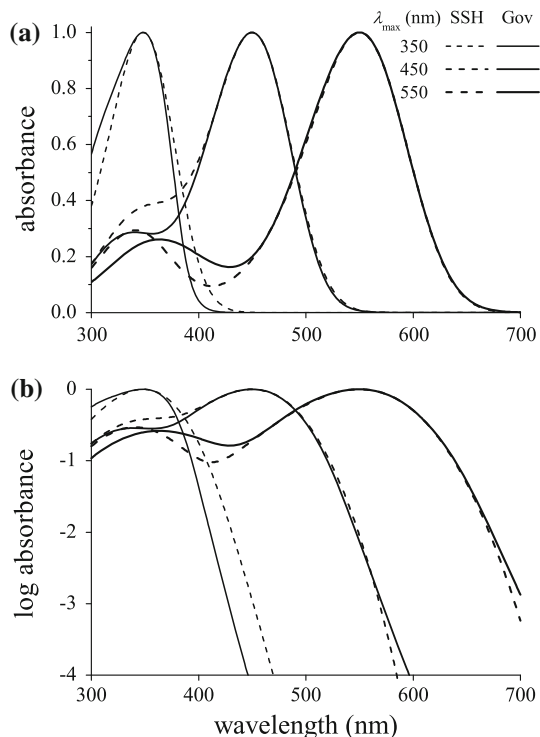 (a)
λmax (nm) SSH Gov
350
450
550
1.0
0.8
0.6
0.4
0.2
0.0
absorbance
300 400 500 600 700
(b)
0
-1
-2
-3
-4
log absorbance
300 400 500 600 700
wavelength (nm)